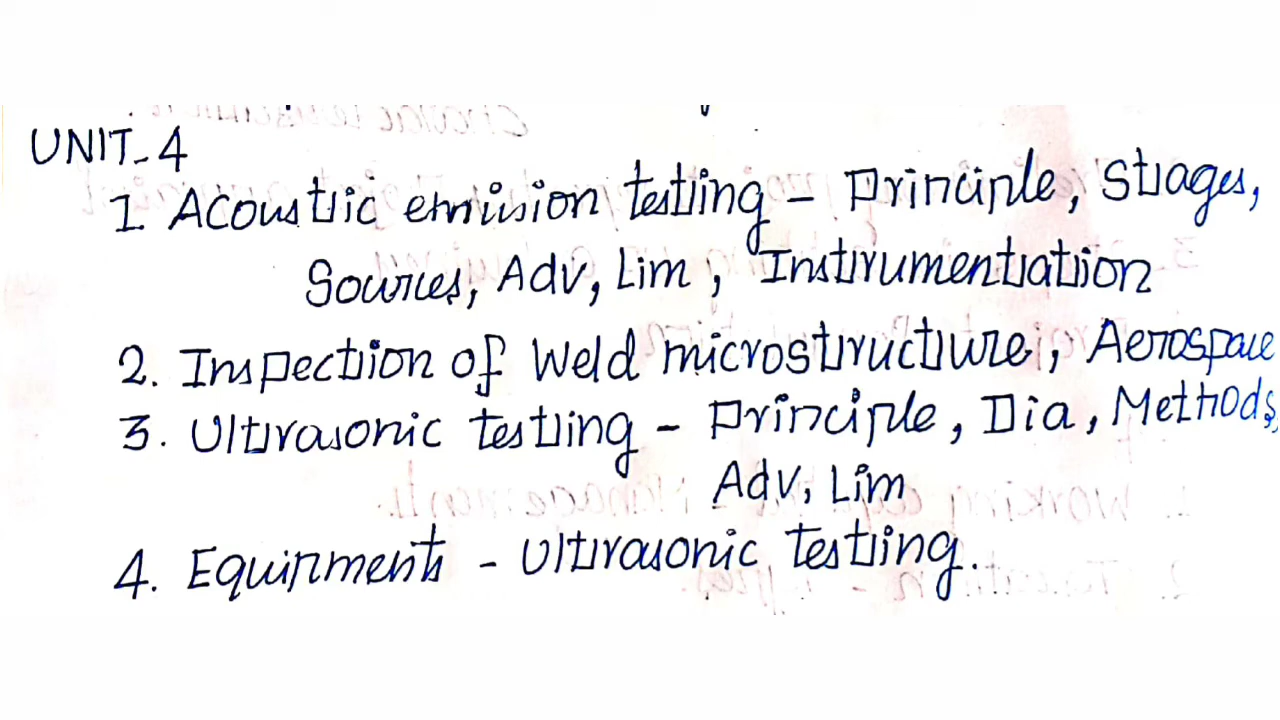 UNIT-4
1. Acoustic emission testing - Principle, Stages,
Sources, Adv, Lim, Instrumentation
2. Inspection of Weld microstructure, Aerospace
3. Ultrasonic testing - Principle, Dia, Methods,
Adv, Lim
4. Equipments - Ultrasonic testing.